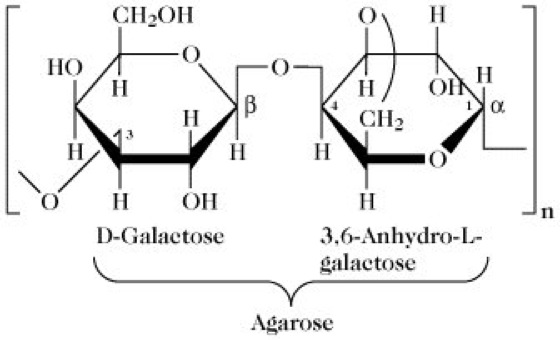 CH₂OH O
O O O H
HO H H H OH H
β 4 CH₂ 1 α
H 3 H H O
O H OH H n
D-Galactose 3,6-Anhydro-L-
galactose
Agarose